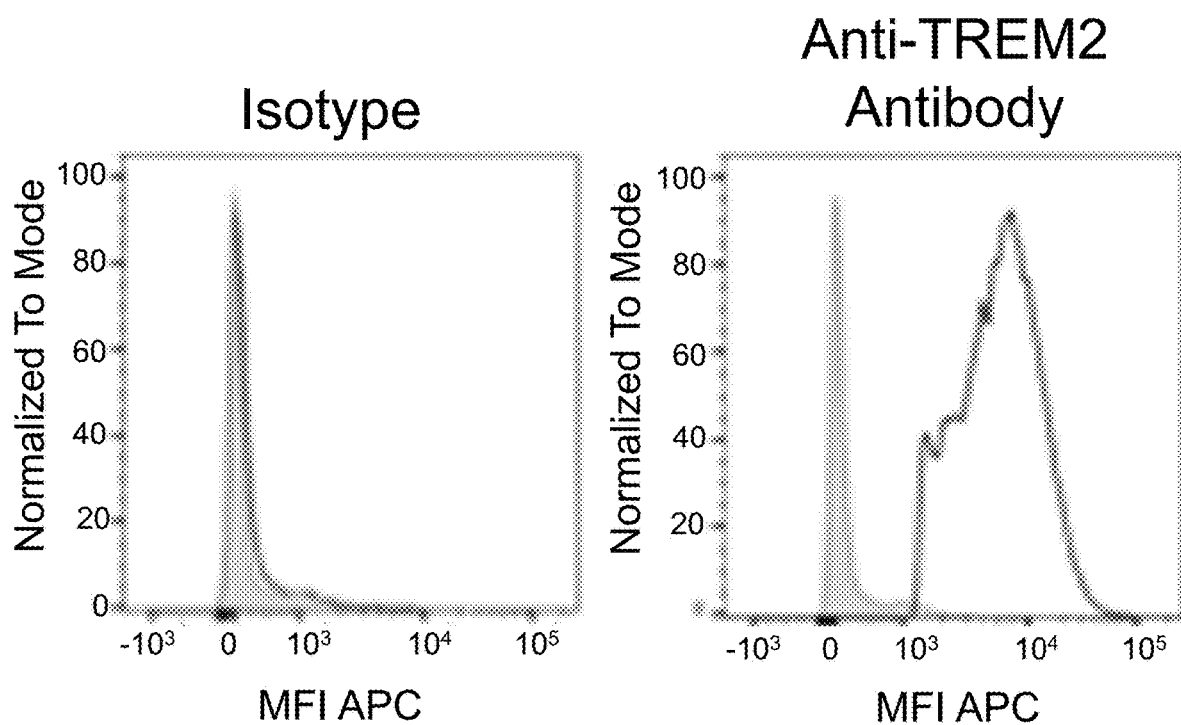 Isotype
Normalized To Mode
100
80
60
40
20
0
-10³ 0 10³ 10⁴ 10⁵
MFI APC
Anti-TREM2
Antibody
Normalized To Mode
100
80
60
40
20
-10³ 0 10³ 10⁴ 10⁵
MFI APC